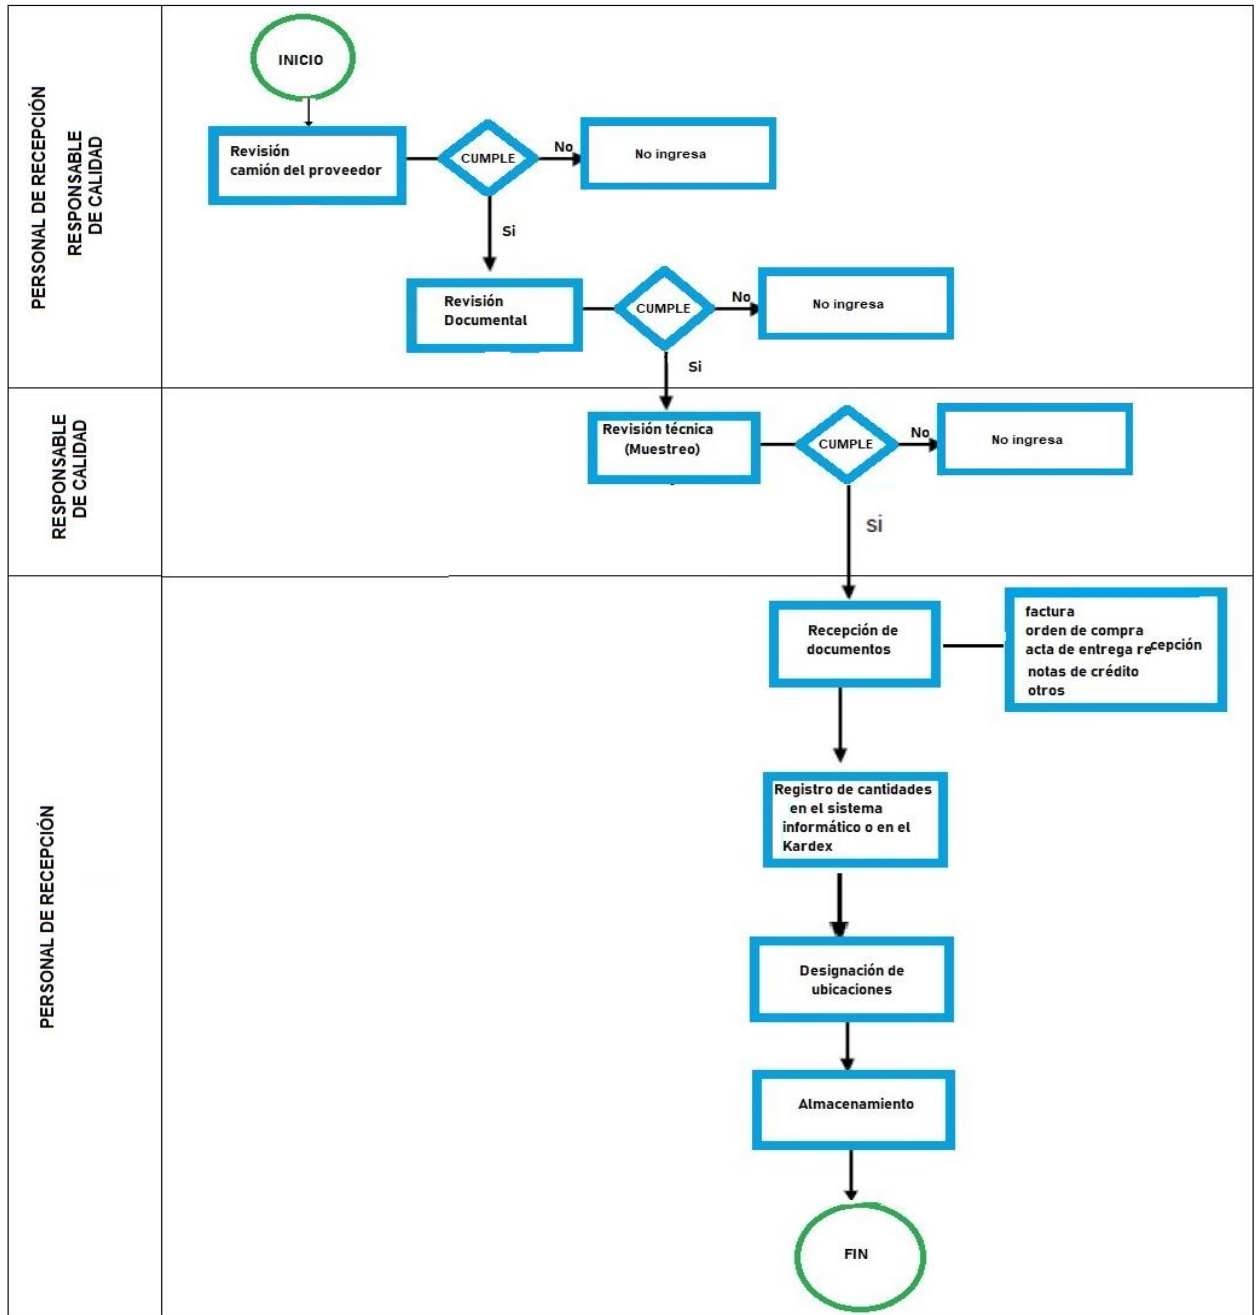 PERSONAL DE RECEPCIÓN
RESPONSABLE
DE CALIDAD
INICIO
Revisión
camión del proveedor
CUMPLE
No
No ingresa
Si
Revisión
Documental
CUMPLE
No
No ingresa
Si
RESPONSABLE
DE CALIDAD
Revisión técnica
(Muestreo)
CUMPLE
No
No ingresa
SÍ
PERSONAL DE RECEPCIÓN
Recepción de
documentos
factura
orden de compra
acta de entrega recepción
notas de crédito
otros
Registro de cantidades
en el sistema
informático o en el
Kardex
Designación de
ubicaciones
Almacenamiento
FIN